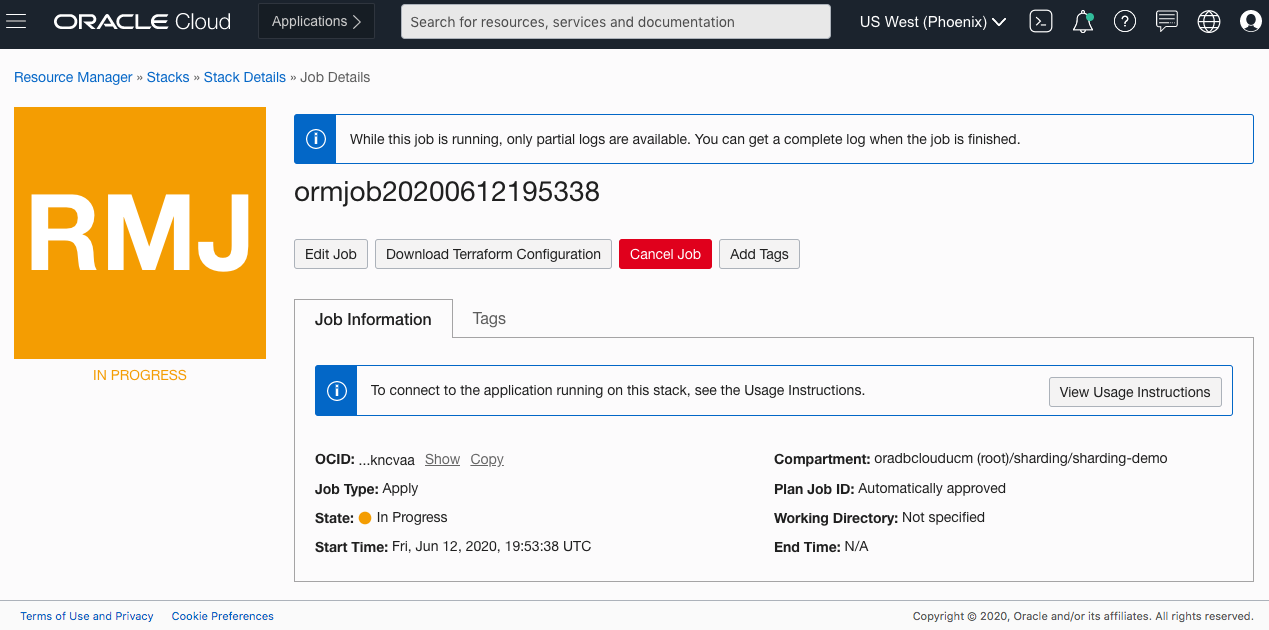 ORACLE Cloud Applications Search for resources, services and documentation US West (Phoenix)
Resource Manager » Stacks » Stack Details » Job Details
RMJ
IN PROGRESS
While this job is running, only partial logs are available. You can get a complete log when the job is finished.
ormjob20200612195338
Edit Job Download Terraform Configuration Cancel Job Add Tags
Job Information Tags
To connect to the application running on this stack, see the Usage Instructions. View Usage Instructions
OCID: ...kncvaa Show Copy
Job Type: Apply
State: In Progress
Start Time: Fri, Jun 12, 2020, 19:53:38 UTC
Compartment: oradbclouducm (root)/sharding/sharding-demo
Plan Job ID: Automatically approved
Working Directory: Not specified
End Time: N/A
Terms of Use and Privacy Cookie Preferences Copyright © 2020, Oracle and/or its affiliates. All rights reserved.